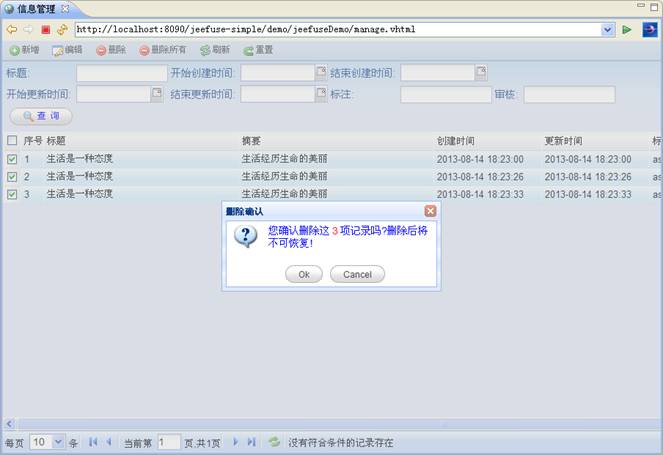 信息管理
http://localhost:8090/jeefuse-simple/demo/jeefuseDemo/manage.vhtml
新增 编辑 删除 删除所有 刷新 重置
标题: 开始创建时间: 结束创建时间:
开始更新时间: 结束更新时间: 标注: 审核:
查 询
序号 标题 摘要 创建时间 更新时间 标
1 生活是一种态度 生活经历生命的美丽 2013-08-14 18:23:00 2013-08-14 18:23:00 as
2 生活是一种态度 生活经历生命的美丽 2013-08-14 18:23:26 2013-08-14 18:23:26 as
3 生活是一种态度 生活经历生命的美丽 2013-08-14 18:23:33 2013-08-14 18:23:33 as
删除确认
您确认删除这 3 项记录吗?删除后将
不可恢复!
Ok Cancel
每页 10 条 当前第 1 页,共1页 没有符合条件的记录存在